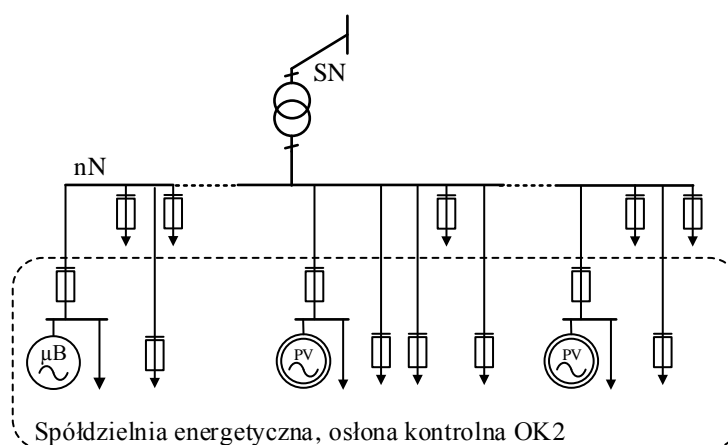 SN
nN
µB
PV
PV
Spółdzielnia energetyczna, osłona kontrolna OK2